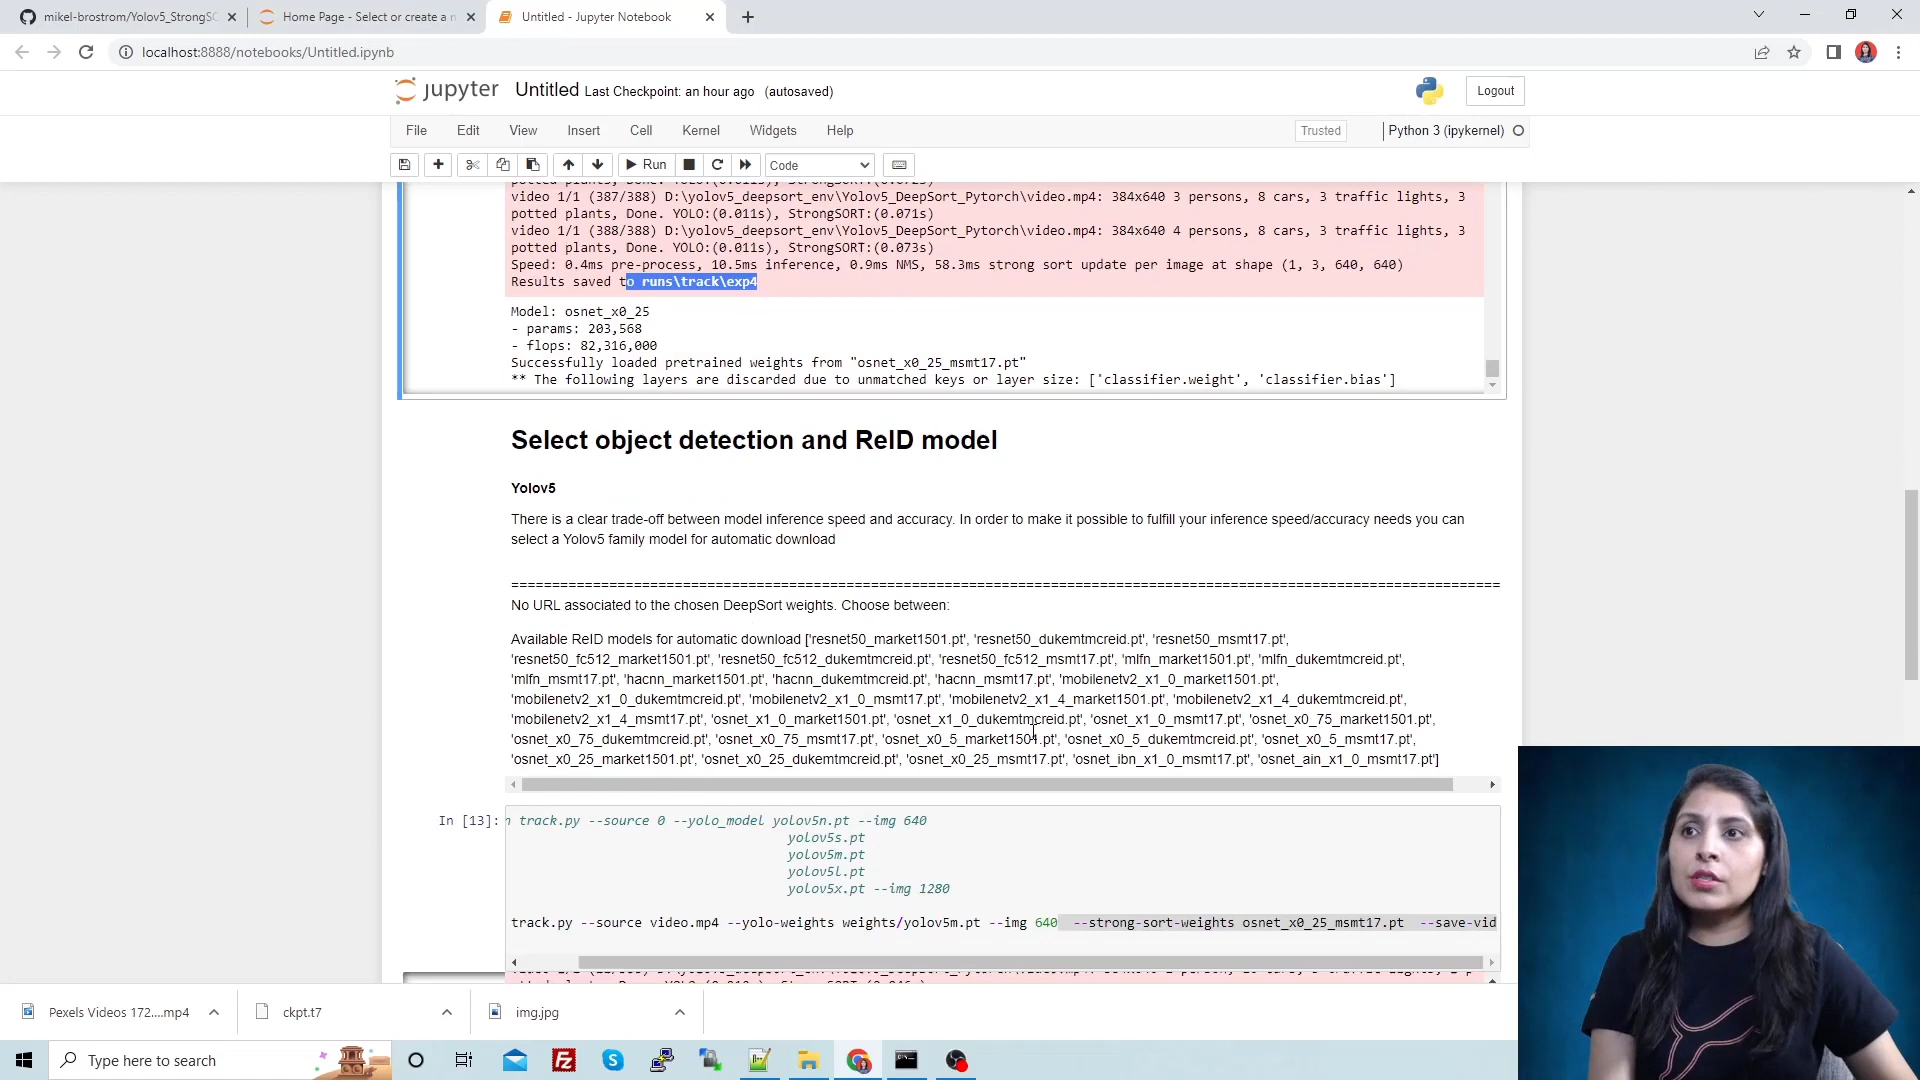 mikel-brostrom/Yolov5_StrongSO
Home Page - Select or create a n
Untitled - Jupyter Notebook
localhost:8888/notebooks/Untitled.ipynb
jupyter Untitled Last Checkpoint: an hour ago (autosaved)
Logout
File Edit View Insert Cell Kernel Widgets Help
Trusted
Python 3 (ipykernel)
Run
Code
potted plants, Done. YOLO:(0.011s), StrongSORT:(0.072s)
video 1/1 (387/388) D:\yolov5_deepsort_env\Yolov5_DeepSort_Pytorch\video.mp4: 384x640 3 persons, 8 cars, 3 traffic lights, 3
potted plants, Done. YOLO:(0.011s), StrongSORT:(0.071s)
video 1/1 (388/388) D:\yolov5_deepsort_env\Yolov5_DeepSort_Pytorch\video.mp4: 384x640 4 persons, 8 cars, 3 traffic lights, 3
potted plants, Done. YOLO:(0.011s), StrongSORT:(0.073s)
Speed: 0.4ms pre-process, 10.5ms inference, 0.9ms NMS, 58.3ms strong sort update per image at shape (1, 3, 640, 640)
Results saved to runs\track\exp4
Model: osnet_x0_25
- params: 203,568
- flops: 82,316,000
Successfully loaded pretrained weights from "osnet_x0_25_msmt17.pt"
** The following layers are discarded due to unmatched keys or layer size: ['classifier.weight', 'classifier.bias']
Select object detection and ReID model
Yolov5
There is a clear trade-off between model inference speed and accuracy. In order to make it possible to fulfill your inference speed/accuracy needs you can
select a Yolov5 family model for automatic download
No URL associated to the chosen DeepSort weights. Choose between:
Available ReID models for automatic download ['resnet50_market1501.pt', 'resnet50_dukemtmcreid.pt', 'resnet50_msmt17.pt',
'resnet50_fc512_market1501.pt', 'resnet50_fc512_dukemtmcreid.pt', 'resnet50_fc512_msmt17.pt', 'mlfn_market1501.pt', 'mlfn_dukemtmcreid.pt',
'mlfn_msmt17.pt', 'hacnn_market1501.pt', 'hacnn_dukemtmcreid.pt', 'hacnn_msmt17.pt', 'mobilenetv2_x1_0_market1501.pt',
'mobilenetv2_x1_0_dukemtmcreid.pt', 'mobilenetv2_x1_0_msmt17.pt', 'mobilenetv2_x1_4_market1501.pt', 'mobilenetv2_x1_4_dukemtmcreid.pt',
'mobilenetv2_x1_4_msmt17.pt', 'osnet_x1_0_market1501.pt', 'osnet_x1_0_dukemtmcreid.pt', 'osnet_x1_0_msmt17.pt', 'osnet_x0_75_market1501.pt',
'osnet_x0_75_dukemtmcreid.pt', 'osnet_x0_75_msmt17.pt', 'osnet_x0_5_market1501.pt', 'osnet_x0_5_dukemtmcreid.pt', 'osnet_x0_5_msmt17.pt',
'osnet_x0_25_market1501.pt', 'osnet_x0_25_dukemtmcreid.pt', 'osnet_x0_25_msmt17.pt', 'osnet_ibn_x1_0_msmt17.pt', 'osnet_ain_x1_0_msmt17.pt']
In [13]: n track.py --source 0 --yolo_model yolov5n.pt --img 640
yolov5s.pt
yolov5m.pt
yolov5l.pt
yolov5x.pt --img 1280
track.py --source video.mp4 --yolo-weights weights/yolov5m.pt --img 640 --strong-sort-weights osnet_x0_25_msmt17.pt --save-vid
Pexels Videos 172....mp4
ckpt.t7
img.jpg
Type here to search